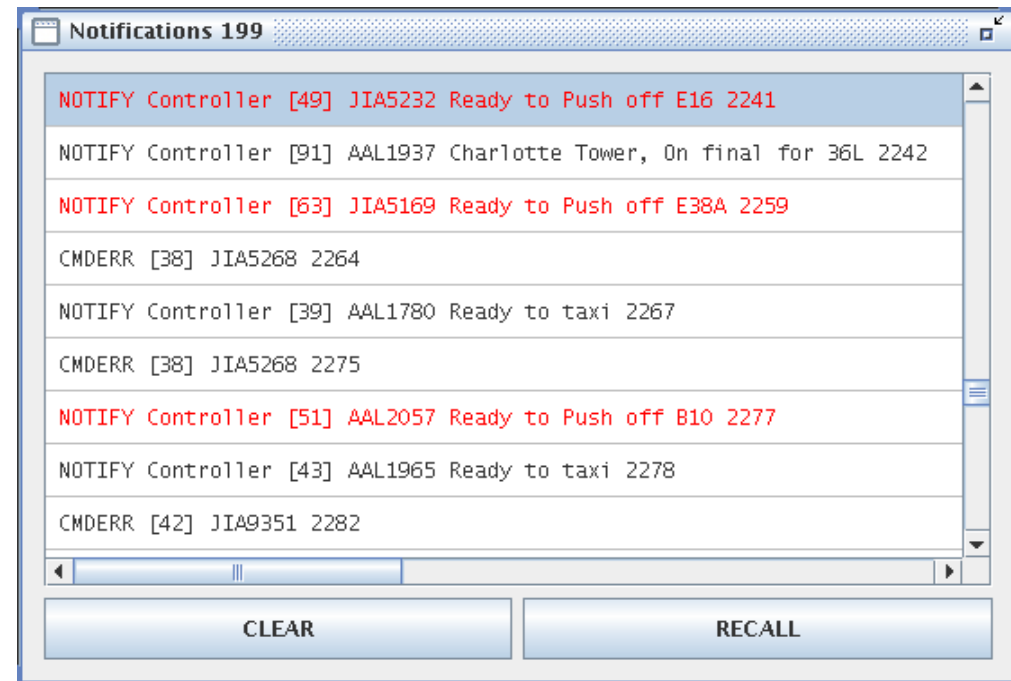 Notifications 199
NOTIFY Controller [49] JIA5232 Ready to Push off E16 2241
NOTIFY Controller [91] AAL1937 Charlotte Tower, On final for 36L 2242
NOTIFY Controller [63] JIA5169 Ready to Push off E38A 2259
CMDERR [38] JIA5268 2264
NOTIFY Controller [39] AAL1780 Ready to taxi 2267
CMDERR [38] JIA5268 2275
NOTIFY Controller [51] AAL2057 Ready to Push off B10 2277
NOTIFY Controller [43] AAL1965 Ready to taxi 2278
CMDERR [42] JIA9351 2282
CLEAR RECALL